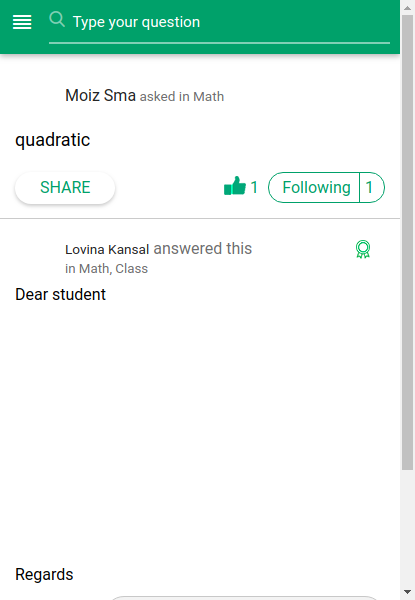 Type your question
Moiz Sma asked in Math
quadratic
SHARE
1
Following 1
Lovina Kansal answered this
in Math, Class
Dear student
Regards